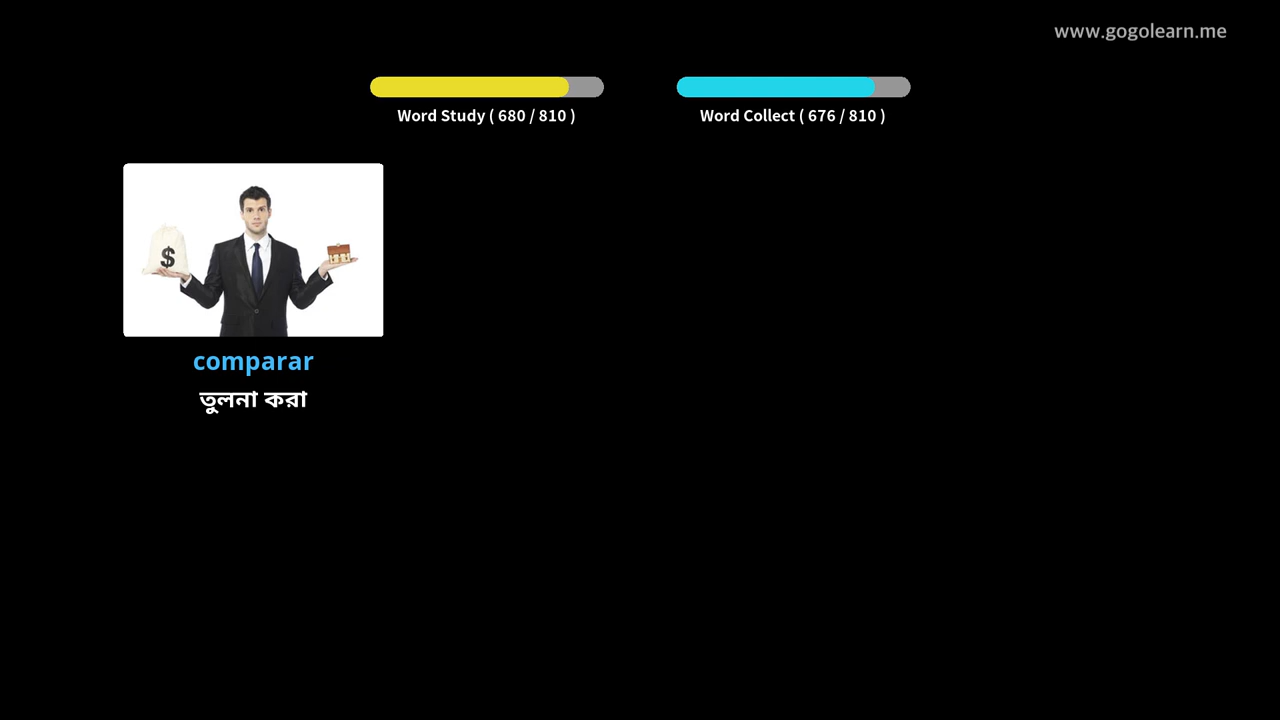 www.gogolearn.me
Word Study ( 680 / 810 )
Word Collect ( 676 / 810 )
$
comparar
তুলনা করা